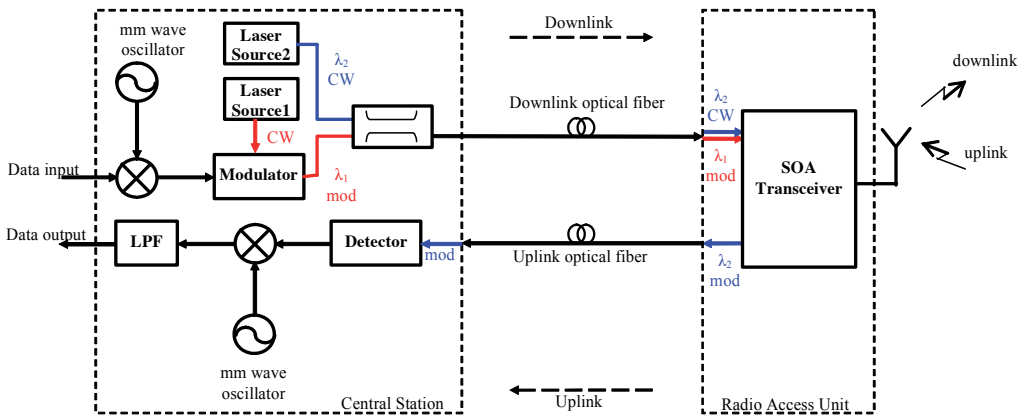 mm wave
oscillator
Laser
Source2
λ2
CW
Laser
Source1
CW
Data input
Modulator
λ1
mod
Downlink
Downlink optical fiber
λ2
CW
λ1
mod
SOA
Transceiver
downlink
uplink
Data output
LPF
Detector
mod
Uplink optical fiber
λ2
mod
mm wave
oscillator
Central Station
Uplink
Radio Access Unit